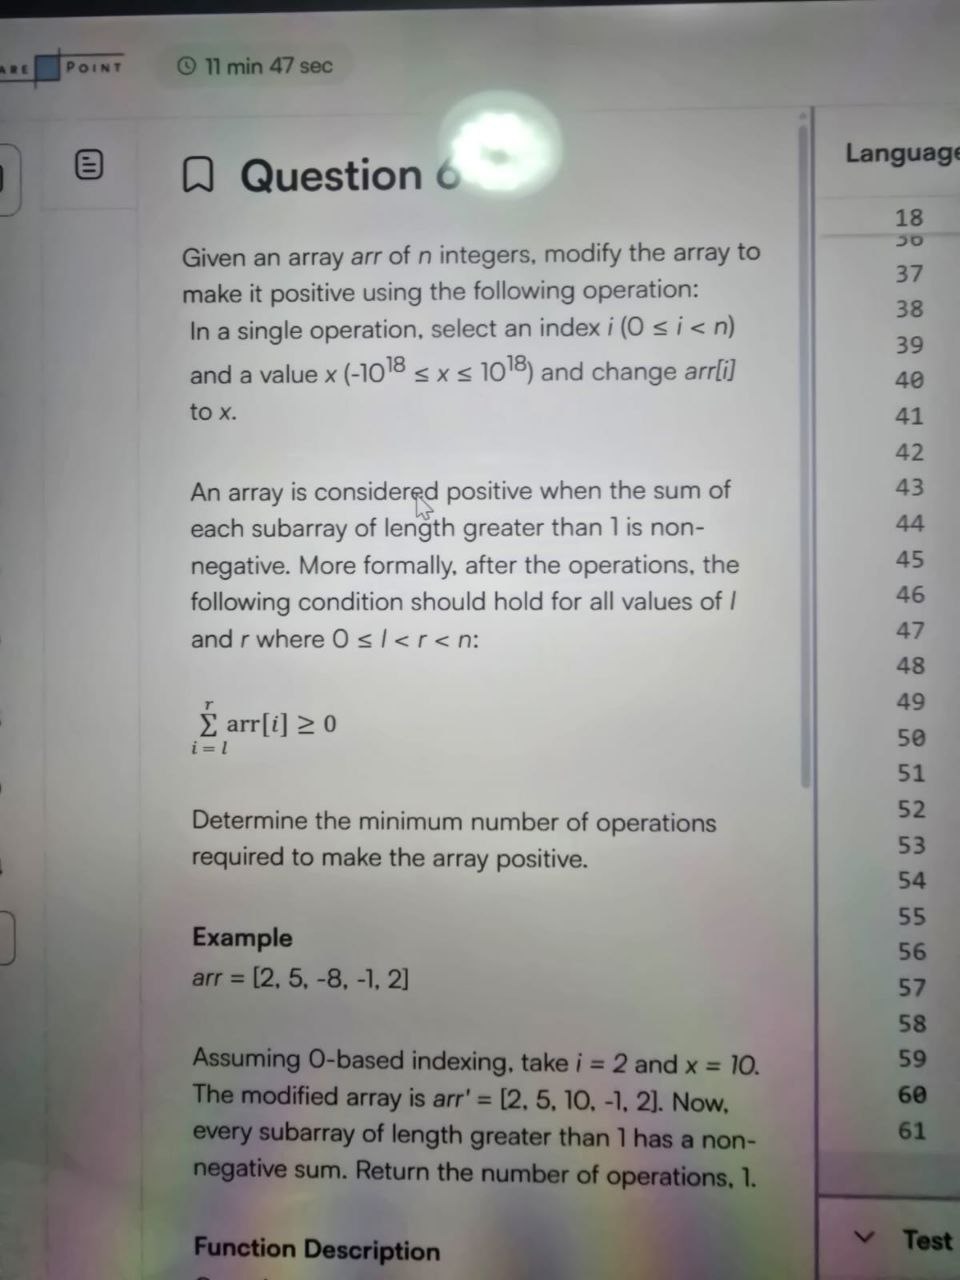 ARE POINT
11 min 47 sec
Question 6
Given an array arr of n integers, modify the array to
make it positive using the following operation:
In a single operation, select an index i (0 ≤ i < n)
and a value x (-10^18 ≤ x ≤ 10^18) and change arr[i]
to x.
An array is considered positive when the sum of
each subarray of length greater than 1 is non-
negative. More formally, after the operations, the
following condition should hold for all values of l
and r where 0 ≤ l < r < n:
r
Σ arr[i] ≥ 0
i = l
Determine the minimum number of operations
required to make the array positive.
Example
arr = [2, 5, -8, -1, 2]
Assuming 0-based indexing, take i = 2 and x = 10.
The modified array is arr' = [2, 5, 10, -1, 2]. Now,
every subarray of length greater than 1 has a non-
negative sum. Return the number of operations, 1.
Function Description
Language
18
37
38
39
40
41
42
43
44
45
46
47
48
49
50
51
52
53
54
55
56
57
58
59
60
61
Test